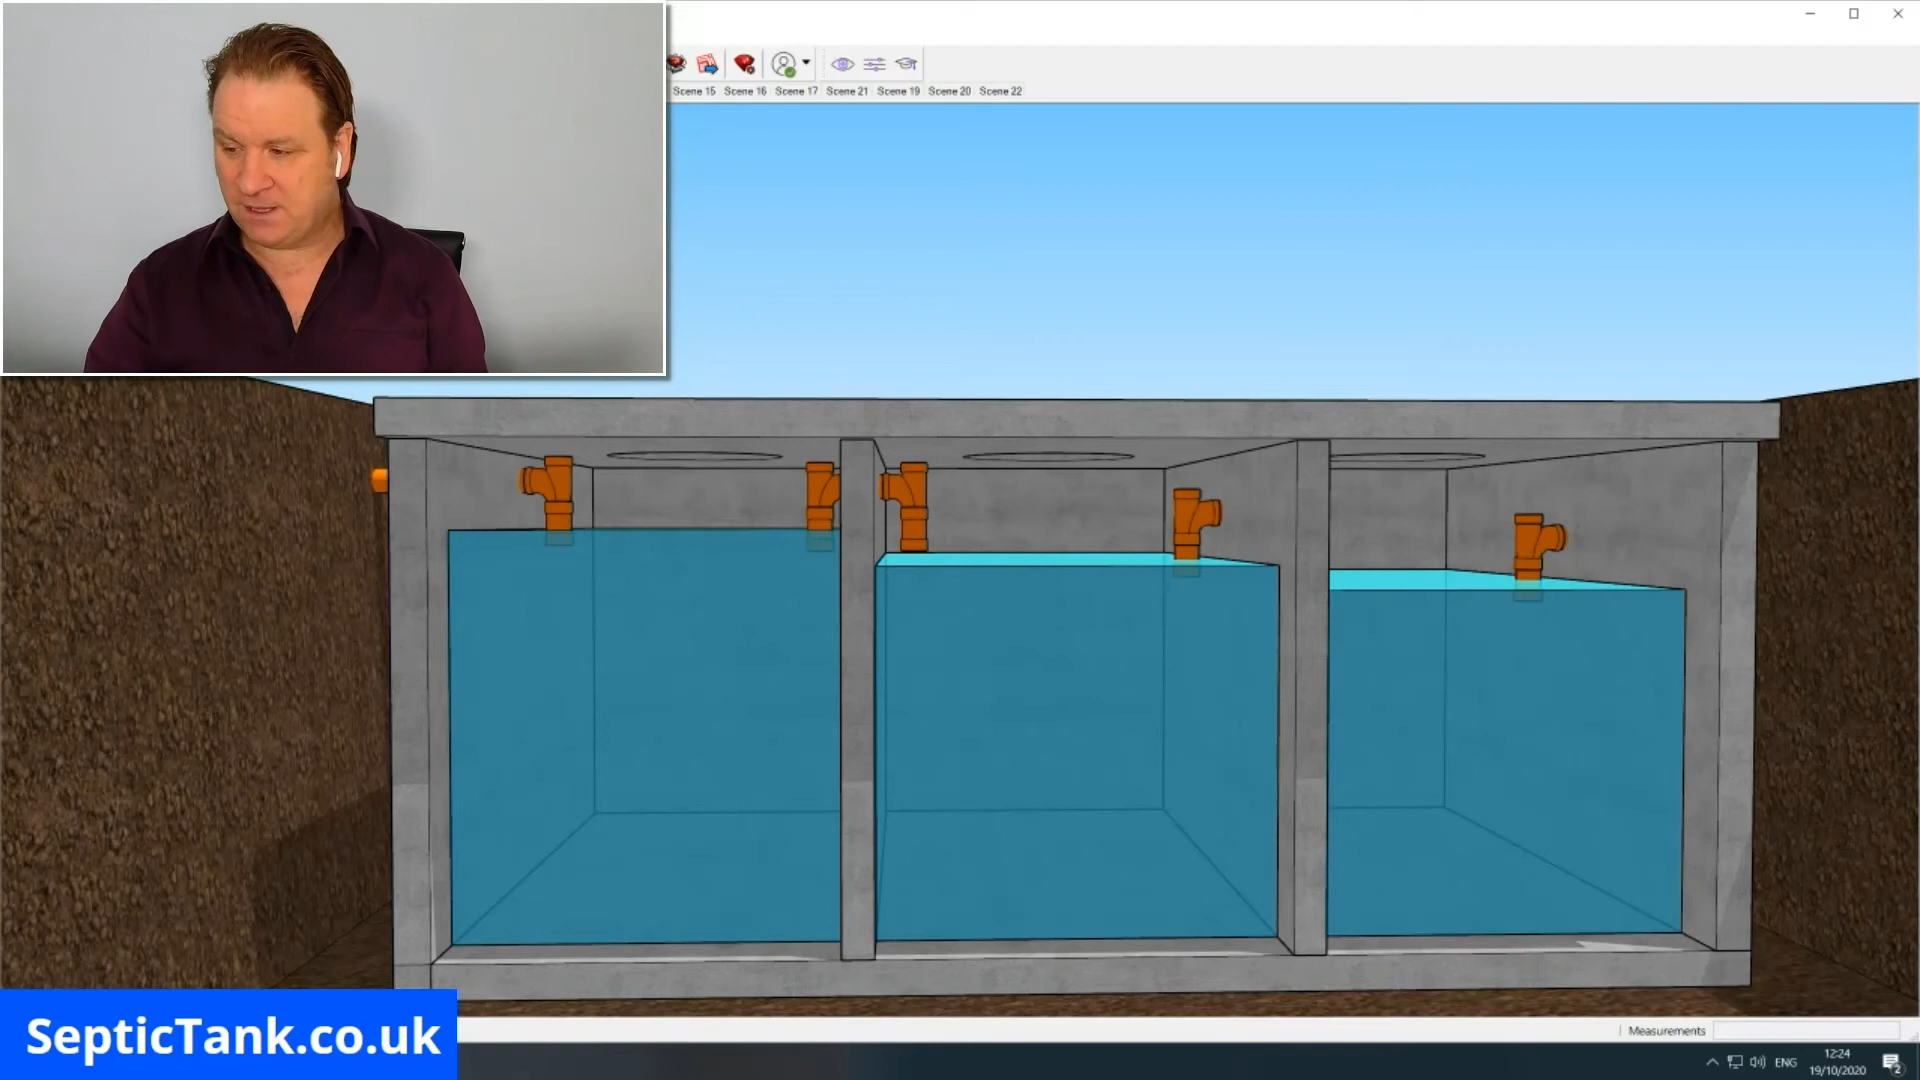 Scene 15 Scene 16 Scene 17 Scene 21 Scene 19 Scene 20 Scene 22
SepticTank.co.uk
Measurements
ENG
12:24
19/10/2020
2